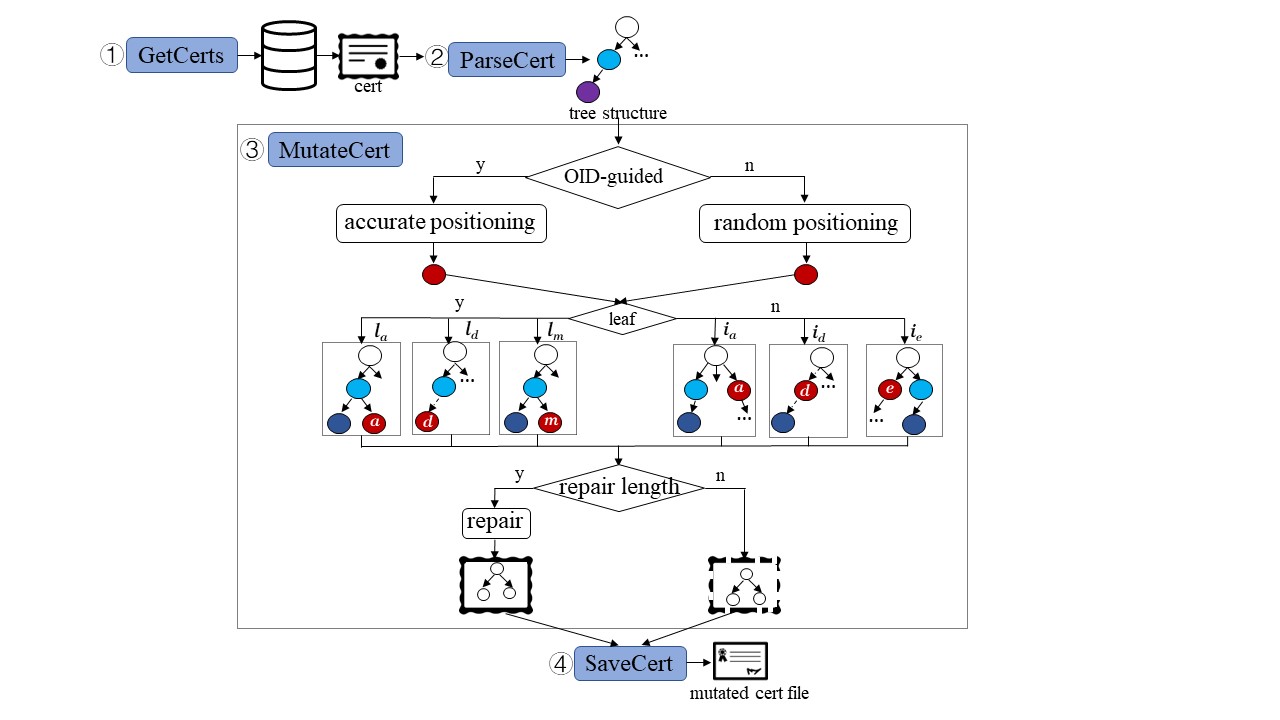 ① GetCerts
cert
② ParseCert
...
tree structure
③ MutateCert
OID-guided
y
n
accurate positioning
random positioning
leaf
y
n
l_a
l_d
l_m
i_a
i_d
i_e
a
d
...
m
a
...
d
...
e
...
repair length
y
n
repair
④ SaveCert
mutated cert file